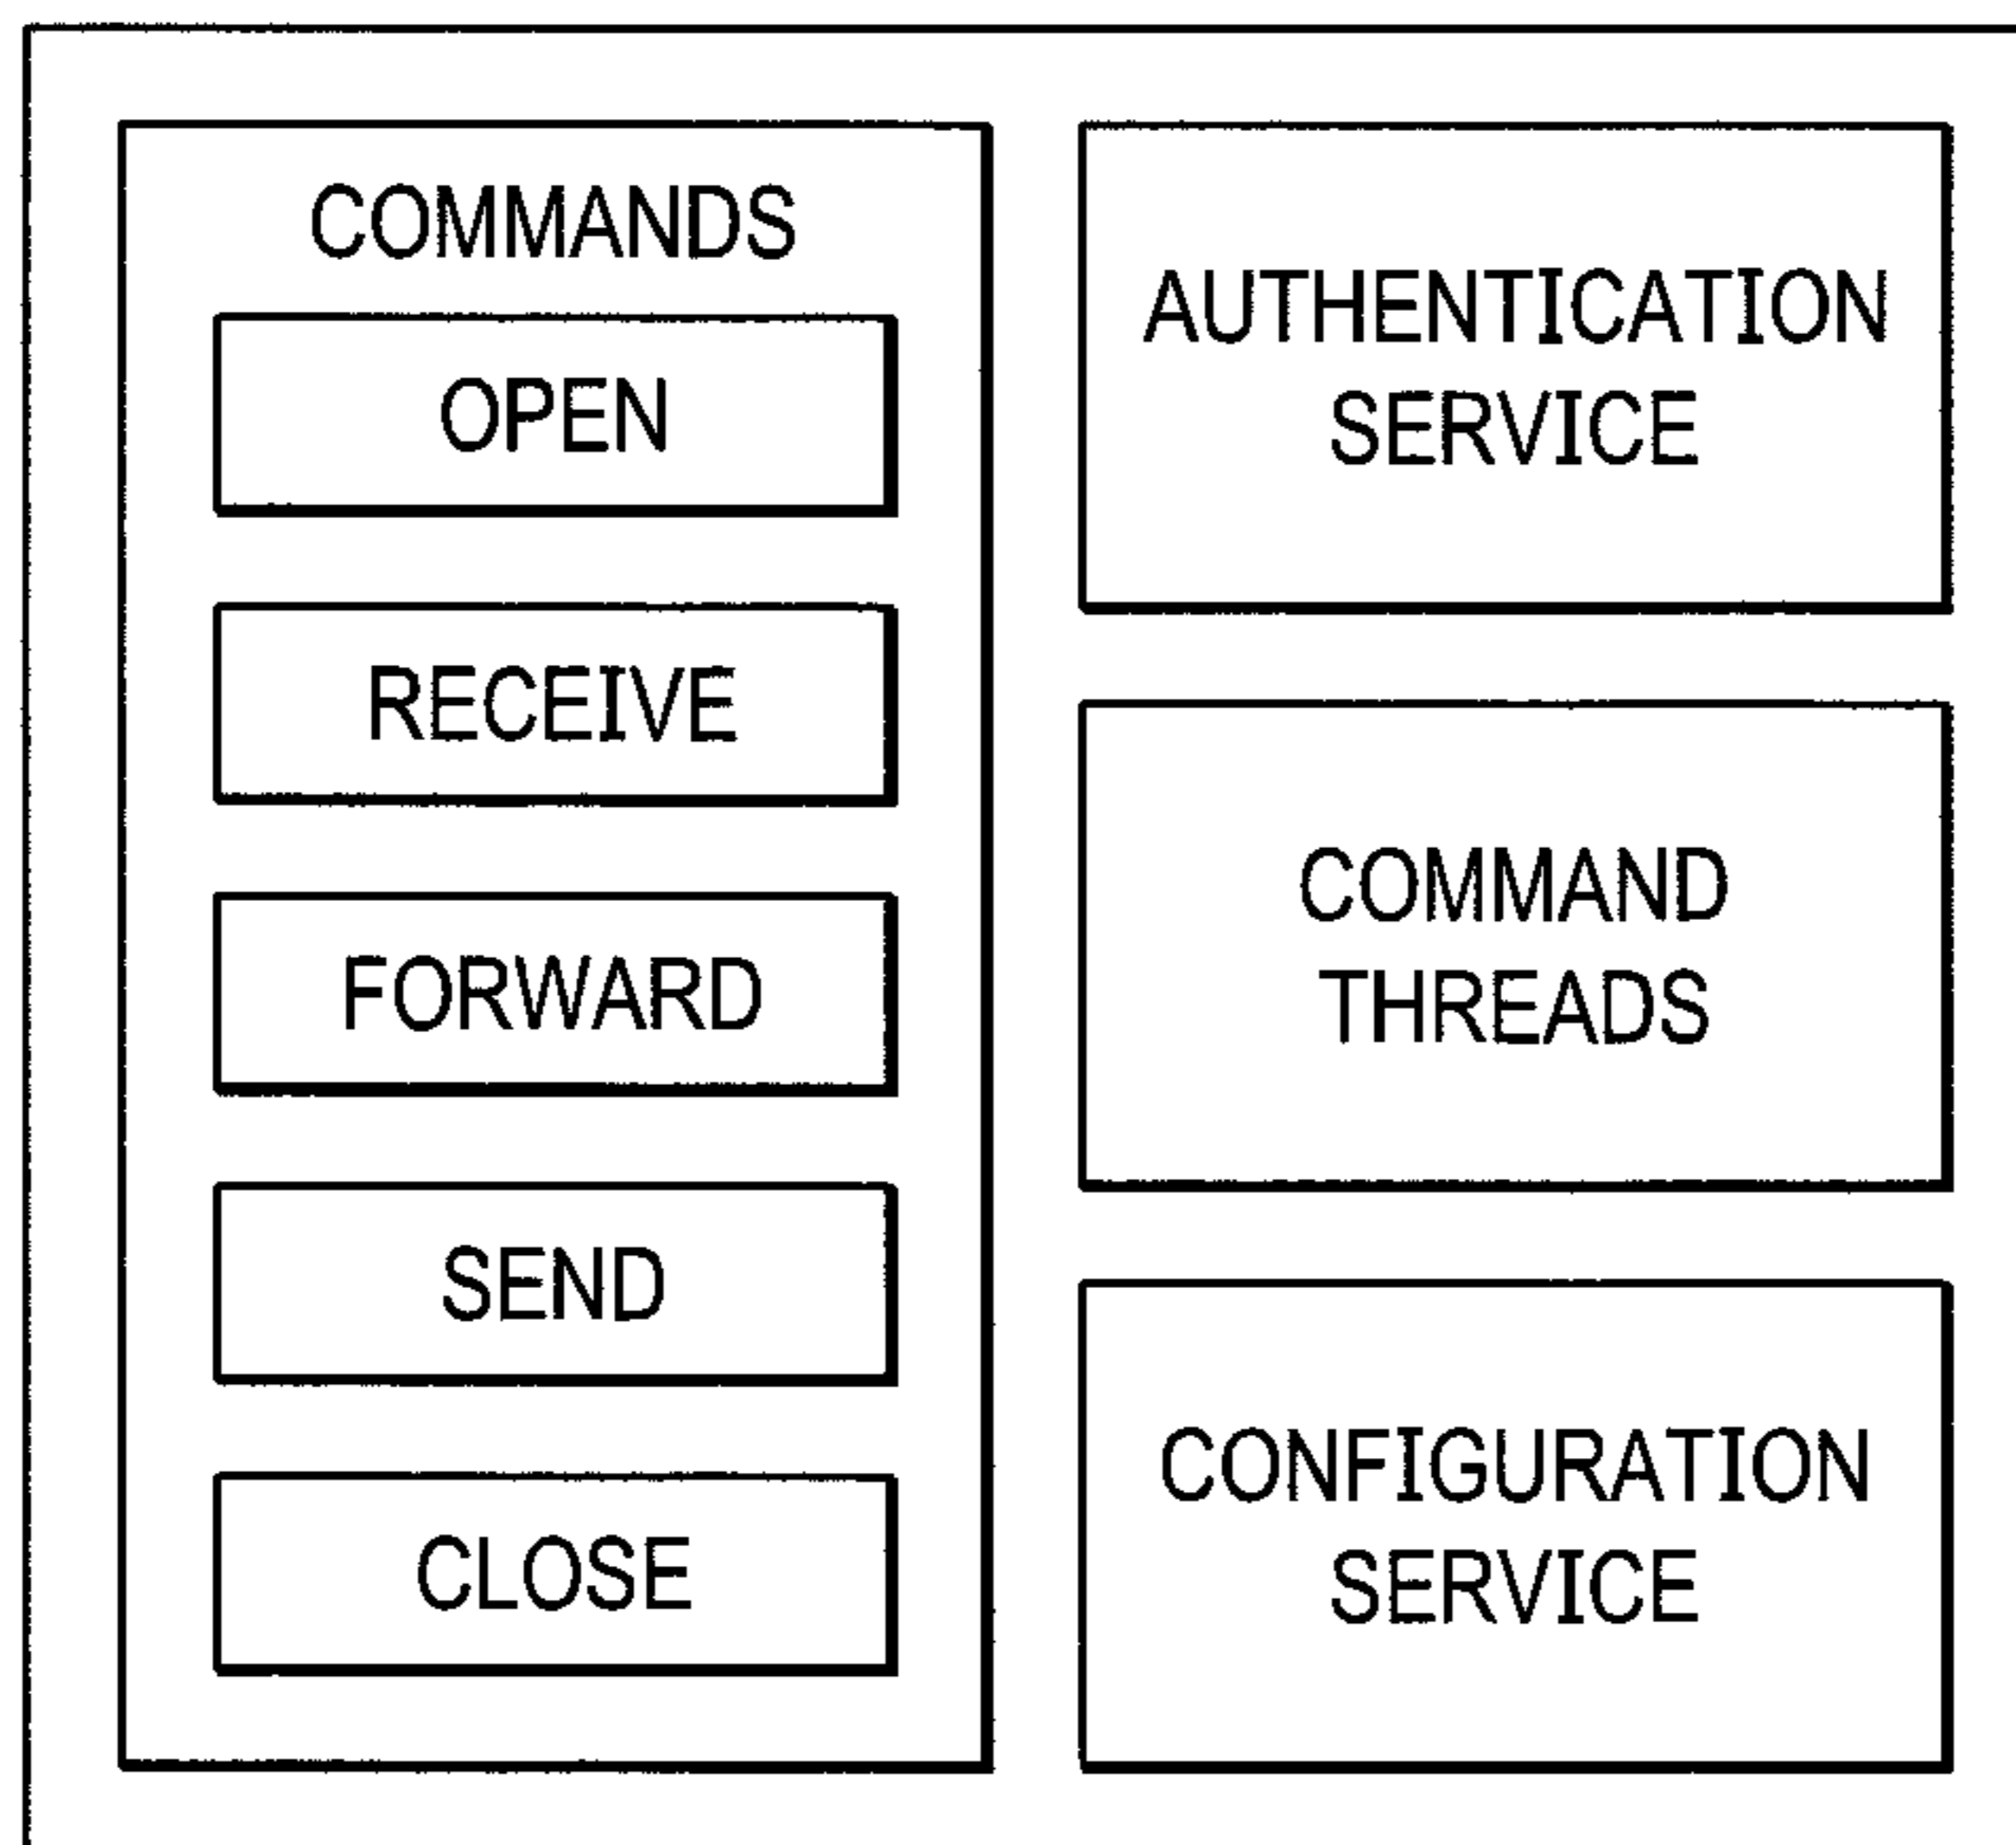 COMMANDS
OPEN
RECEIVE
FORWARD
SEND
CLOSE
AUTHENTICATION
SERVICE
COMMAND
THREADS
CONFIGURATION
SERVICE